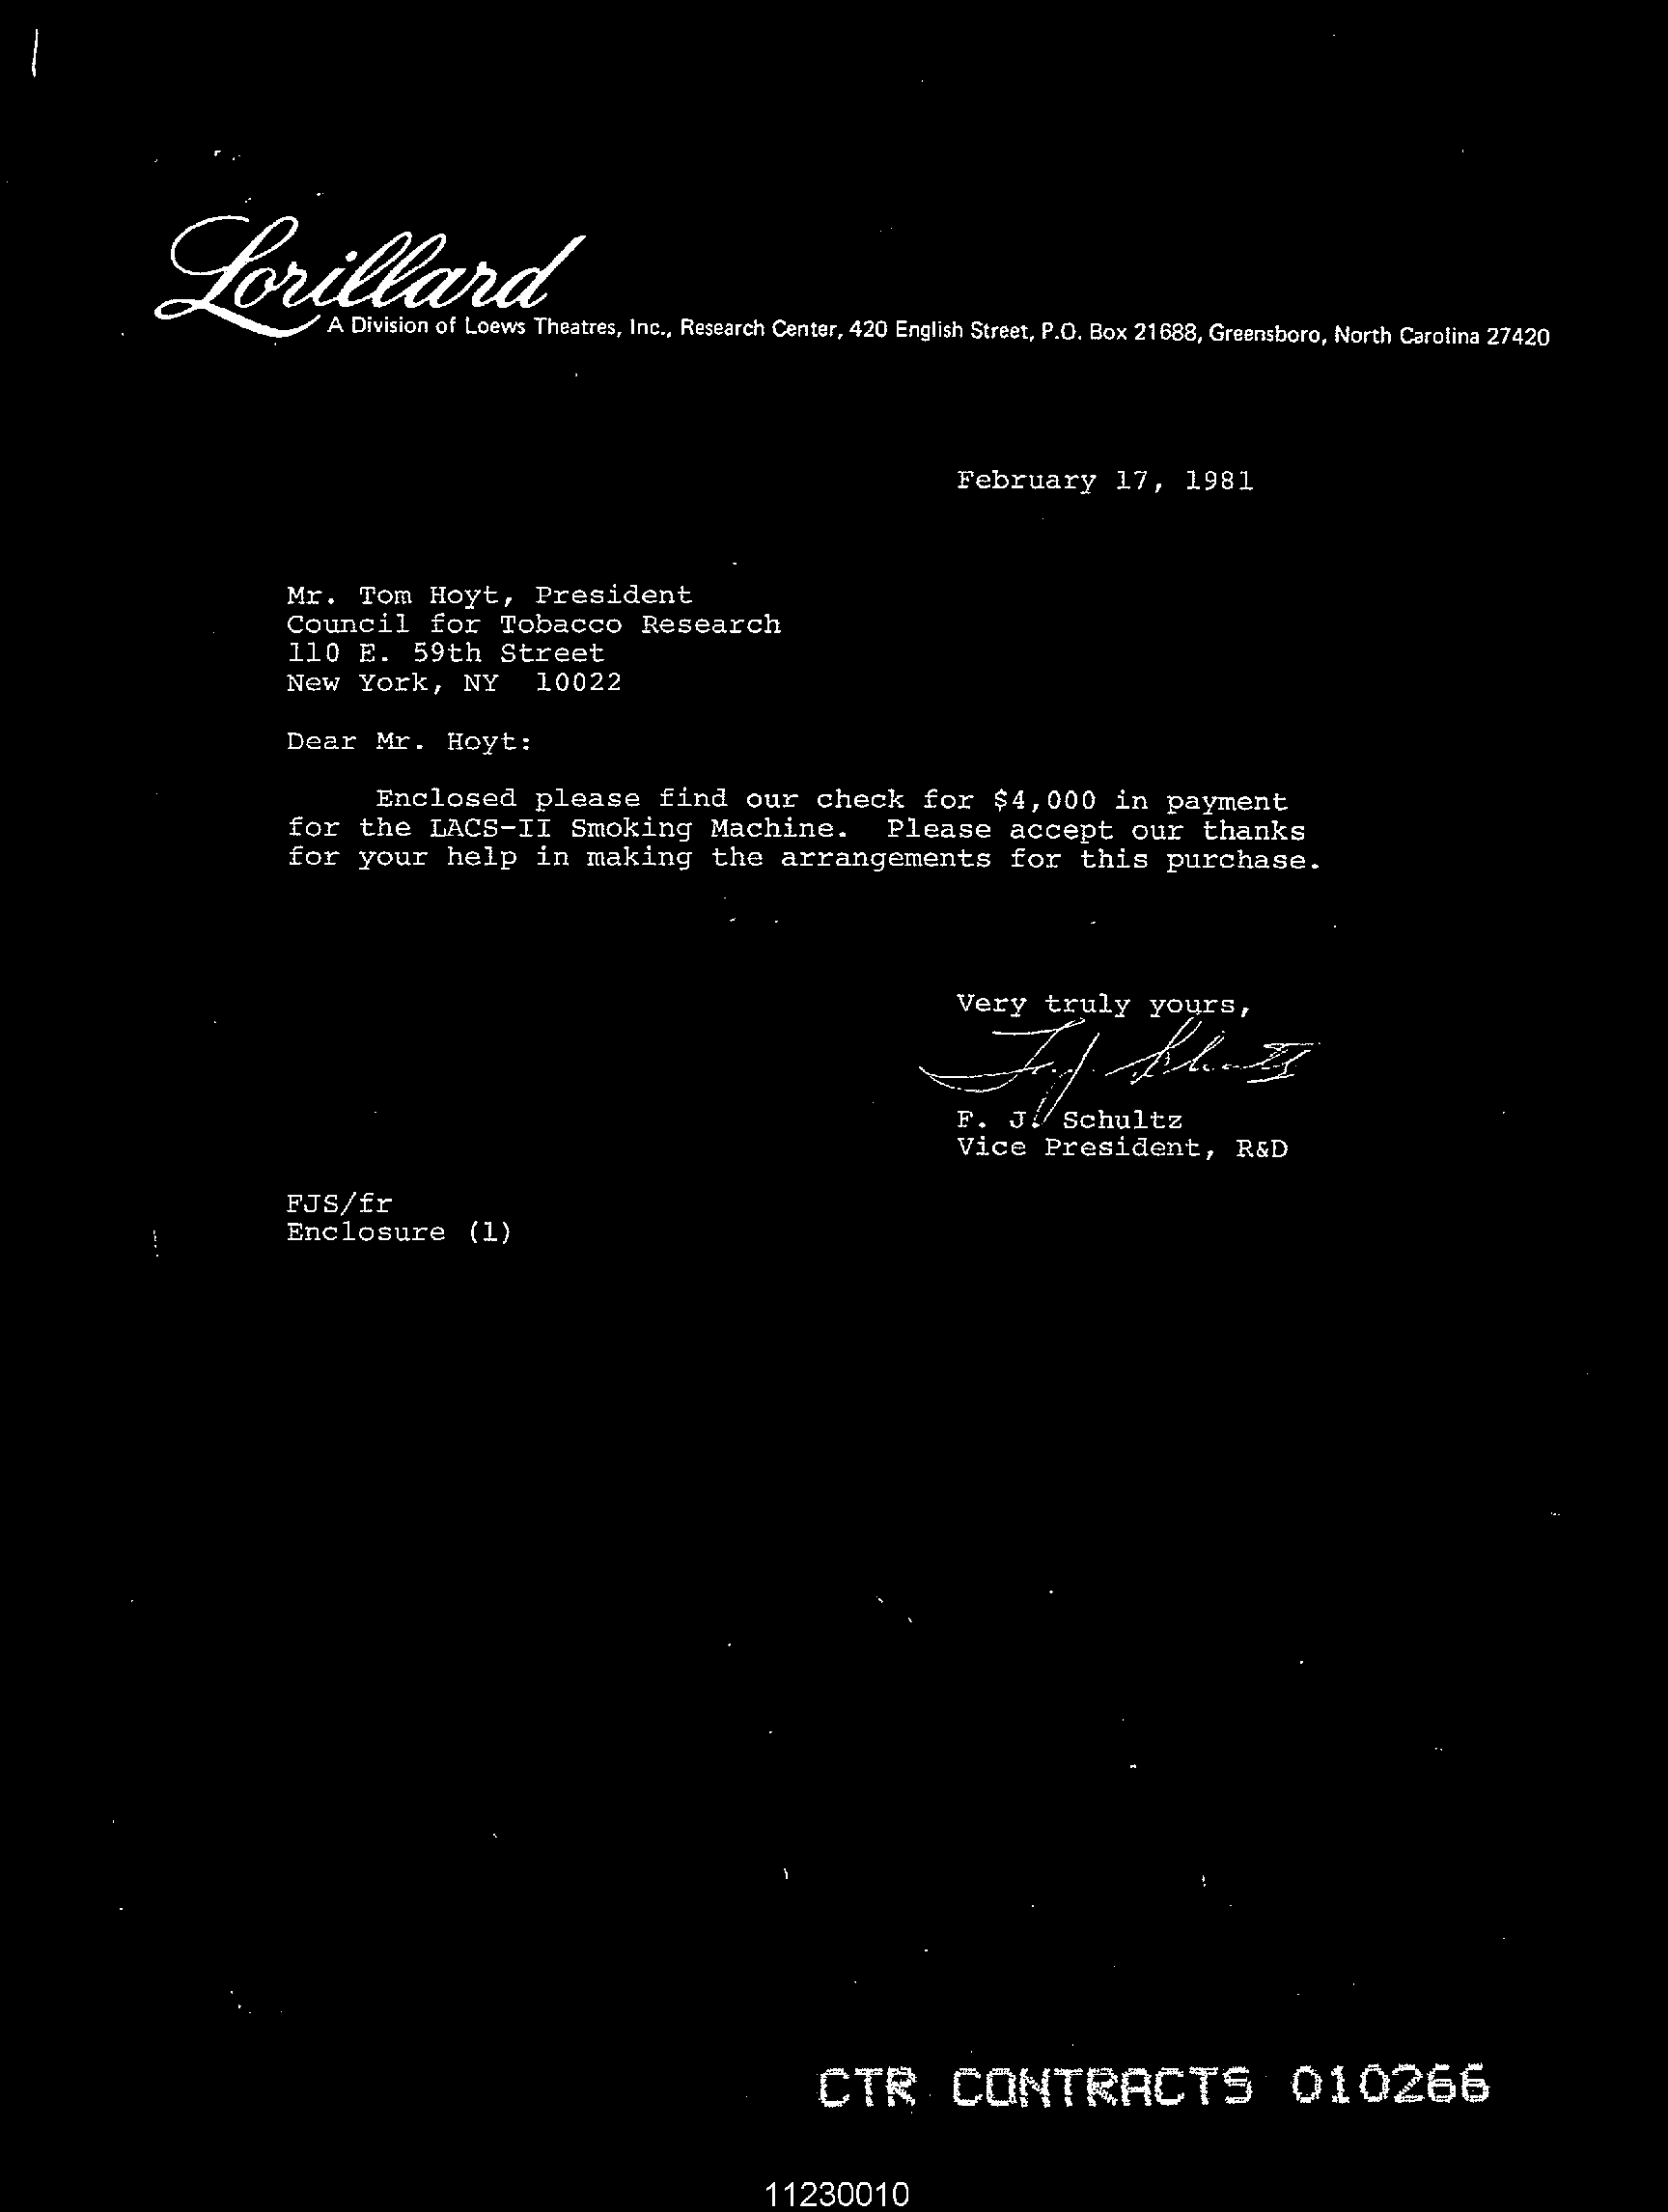 Lorillard
A Division of Loews Theatres, Inc., Research Center, 420 English Street, P.O. Box 21688, Greensboro, North Carolina 27420
February 17, 1981
Mr. Tom Hoyt, President
Council for Tobacco Research
110 E. 59th Street
New York, NY 10022
Dear Mr. Hoyt:
Enclosed please find our check for $4,000 in payment
for the LACS-II Smoking Machine. Please accept our thanks
for your help in making the arrangements for this purchase.
Very truly yours,
F. J. Schultz
F. J. Schultz
Vice President, R&D
FJS/fr
Enclosure (1)
CTR CONTRACTS 010266
11230010